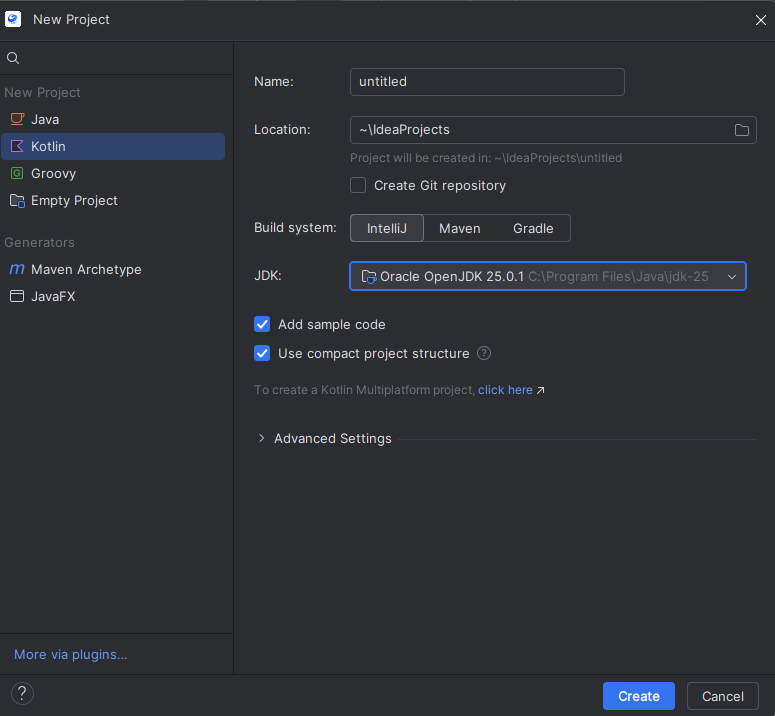 New Project
New Project
Java
Kotlin
G Groovy
Empty Project
Generators
m Maven Archetype
JavaFX
More via plugins...
?
Name: untitled
Location: ~\IdeaProjects
Project will be created in: ~\IdeaProjects\untitled
Create Git repository
Build system: IntelliJ Maven Gradle
JDK: Oracle OpenJDK 25.0.1 C:\Program Files\Java\jdk-25
Add sample code
Use compact project structure ?
To create a Kotlin Multiplatform project, click here ↗
Advanced Settings
Create Cancel